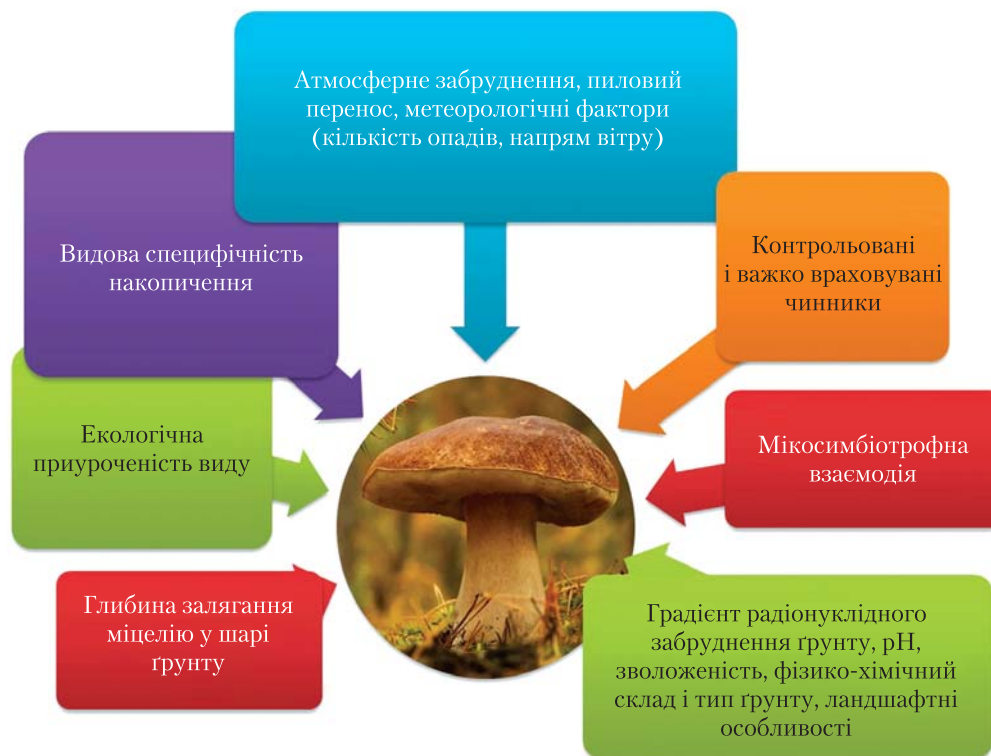 Атмосферне забруднення, пиловий
перенос, метеорологічні фактори
(кількість опадів, напрям вітру)
Видова специфічність
накопичення
Контрольовані
і важко враховувані
чинники
Екологічна
приуроченість виду
Мікосимбіотрофна
взаємодія
Глибина залягання
міцелію у шарі
ґрунту
Градієнт радіонуклідного
забруднення ґрунту, pH,
зволоженість, фізико-хімічний
склад і тип ґрунту, ландшафтні
особливості